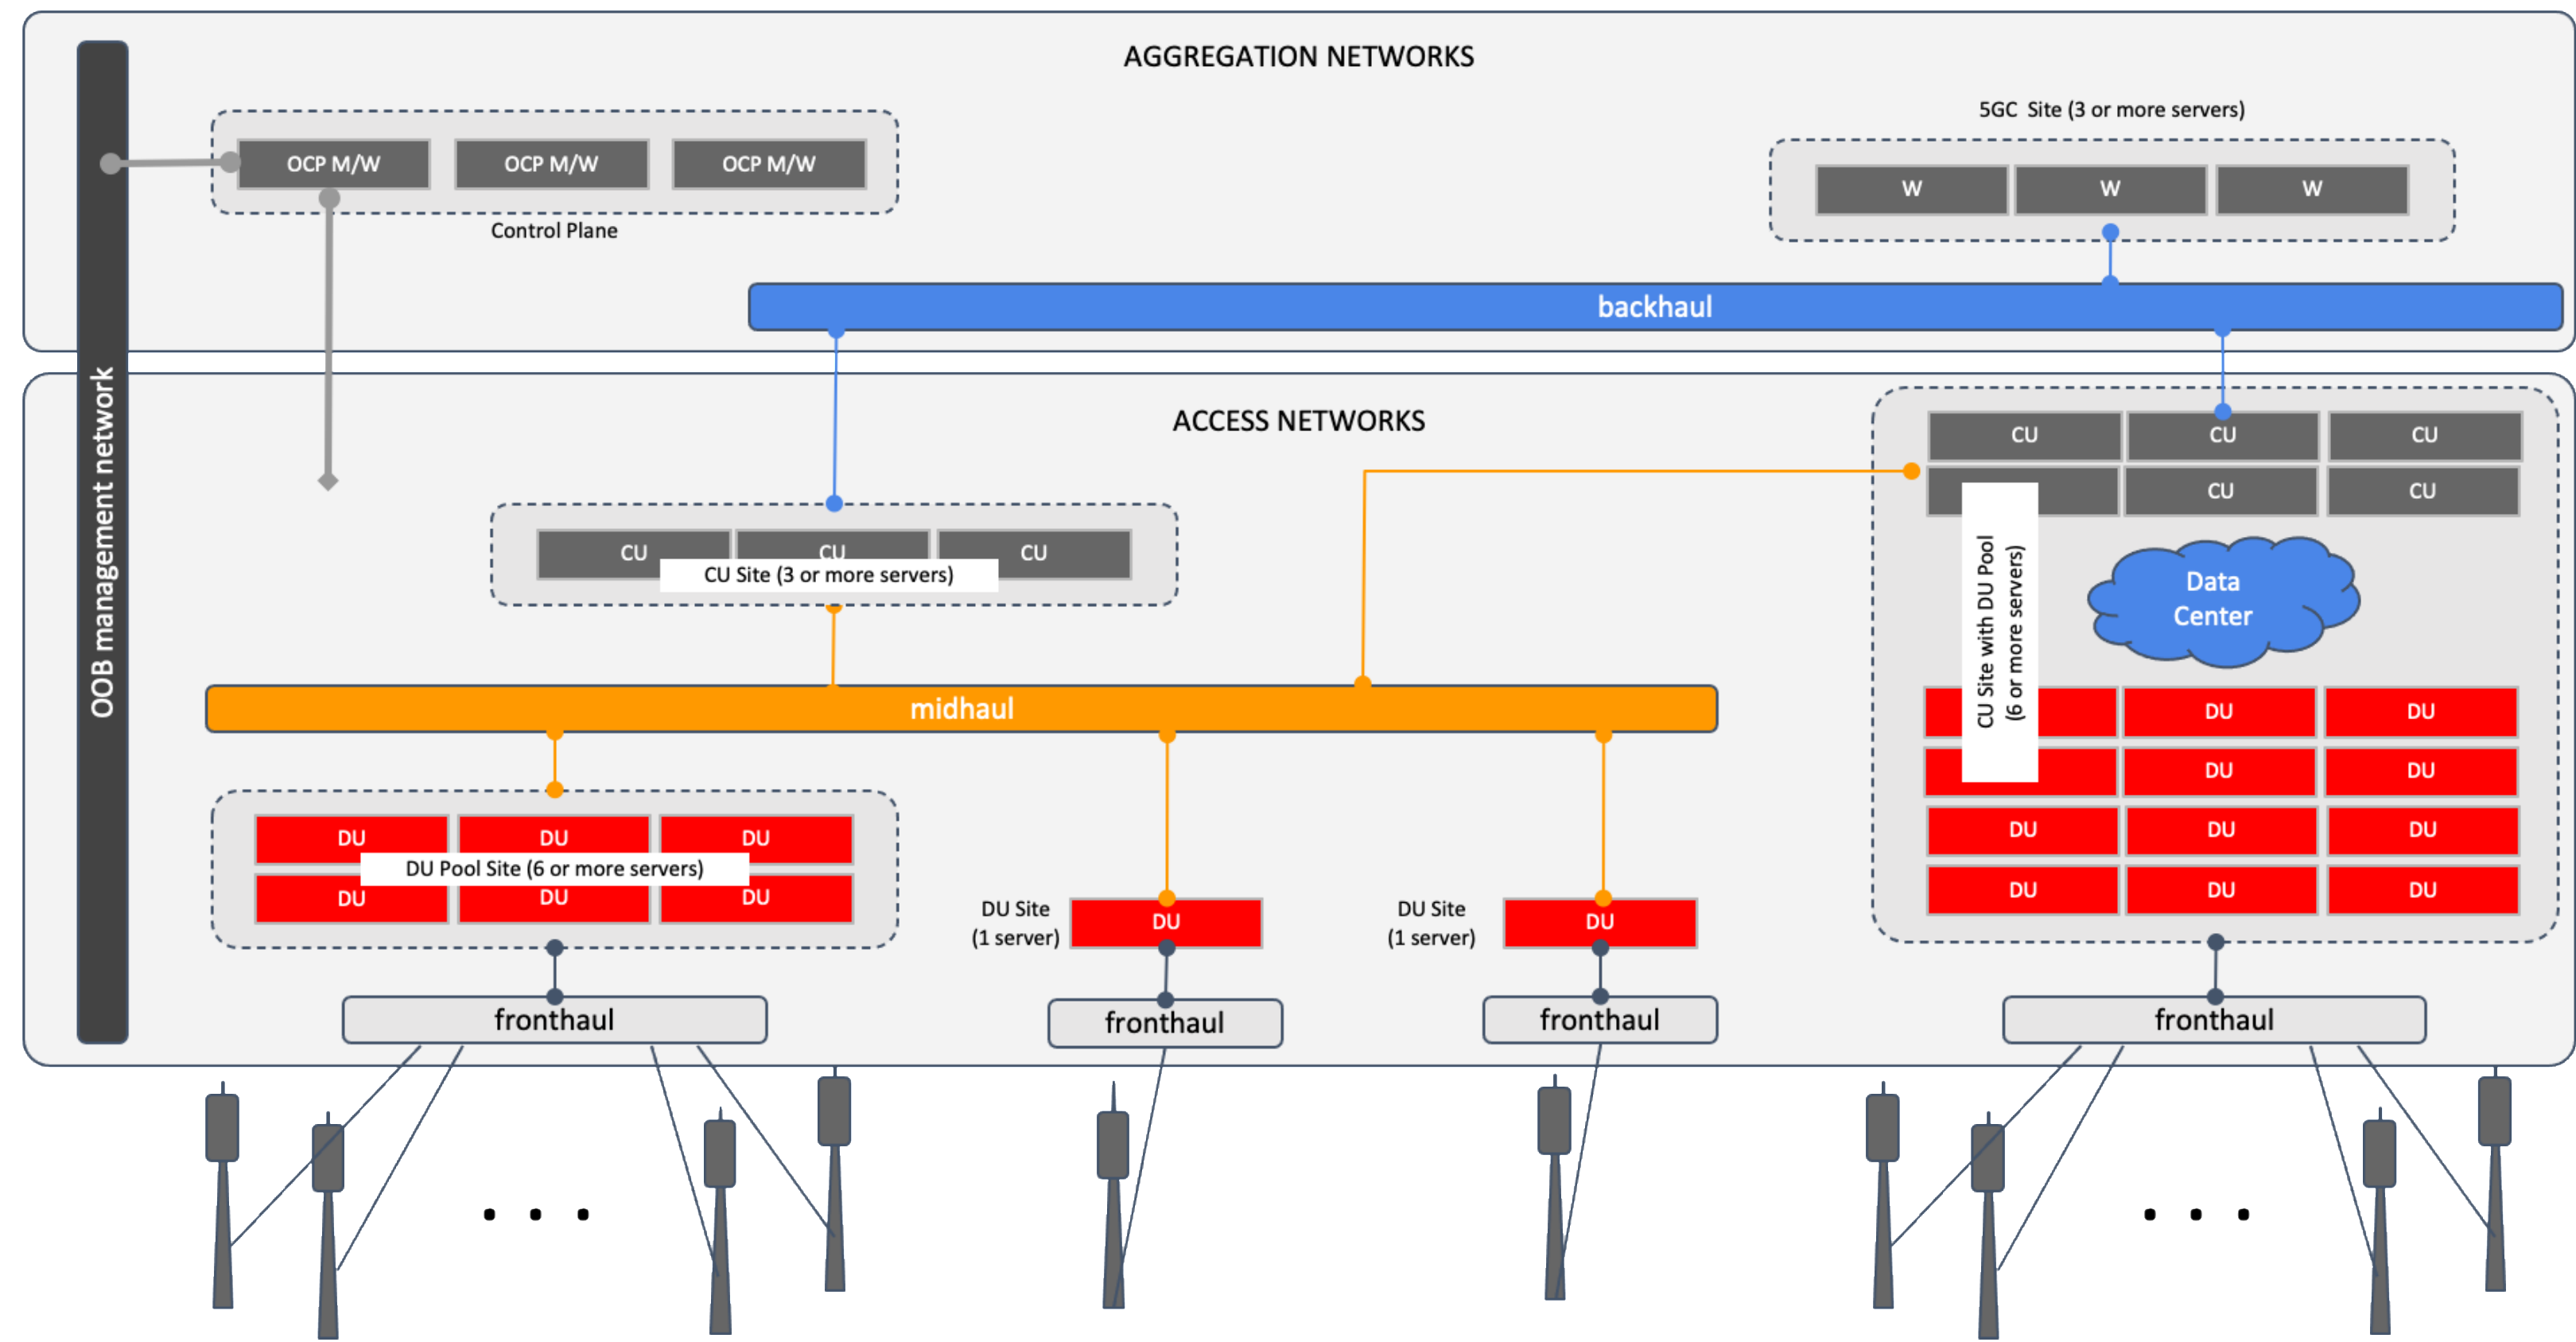 AGGREGATION NETWORKS
5GC Site (3 or more servers)
OCP M/W
OCP M/W
OCP M/W
W
W
W
Control Plane
backhaul
OOB management network
ACCESS NETWORKS
CU
CU
CU
CU
CU
CU
CU
CU
CU Site (3 or more servers)
CU Site with DU Pool
(6 or more servers)
Data
Center
midhaul
DU
DU
DU
DU
DU
DU
DU
DU Pool Site (6 or more servers)
DU
DU
DU
DU Site
(1 server)
DU
DU Site
(1 server)
DU
DU
DU
DU
DU
DU
DU
fronthaul
fronthaul
fronthaul
fronthaul